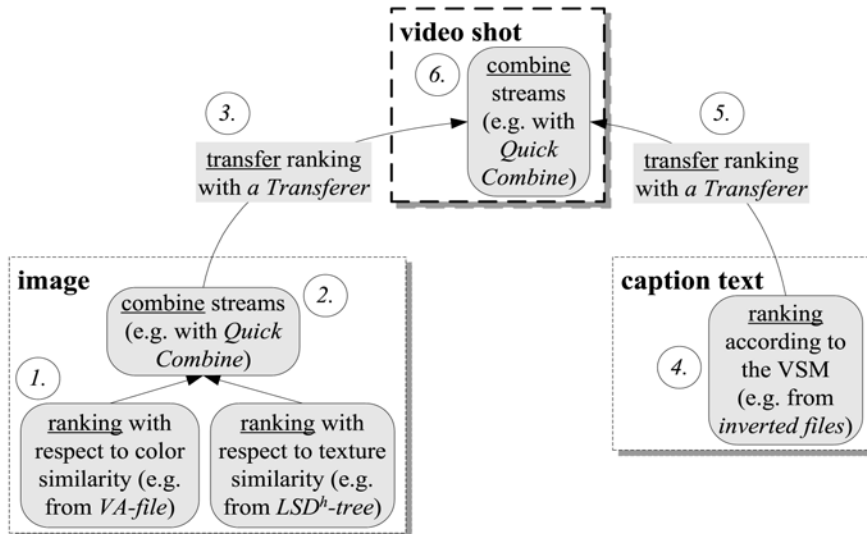 video shot
6.
combine
streams
(e.g. with
Quick
Combine)
3.
transfer ranking
with a Transferer
5.
transfer ranking
with a Transferer
image
2.
combine streams
(e.g. with Quick
Combine)
1.
ranking with
respect to color
similarity (e.g.
from VA-file)
ranking with
respect to texture
similarity (e.g.
from LSDʰ-tree)
caption text
4.
ranking
according to
the VSM
(e.g. from
inverted files)